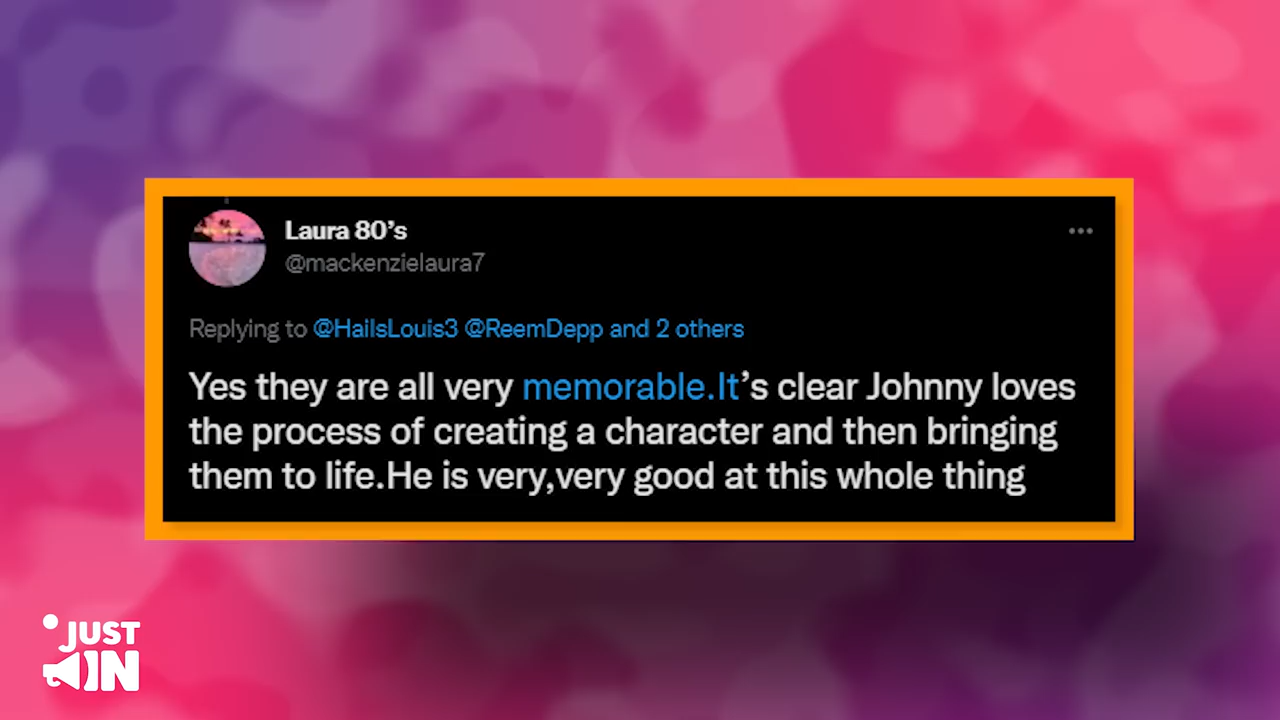 Laura 80’s
@mackenzielaura7
Replying to @HailsLouis3 @ReemDepp and 2 others
Yes they are all very memorable.It’s clear Johnny loves
the process of creating a character and then bringing
them to life.He is very,very good at this whole thing
JUST
IN